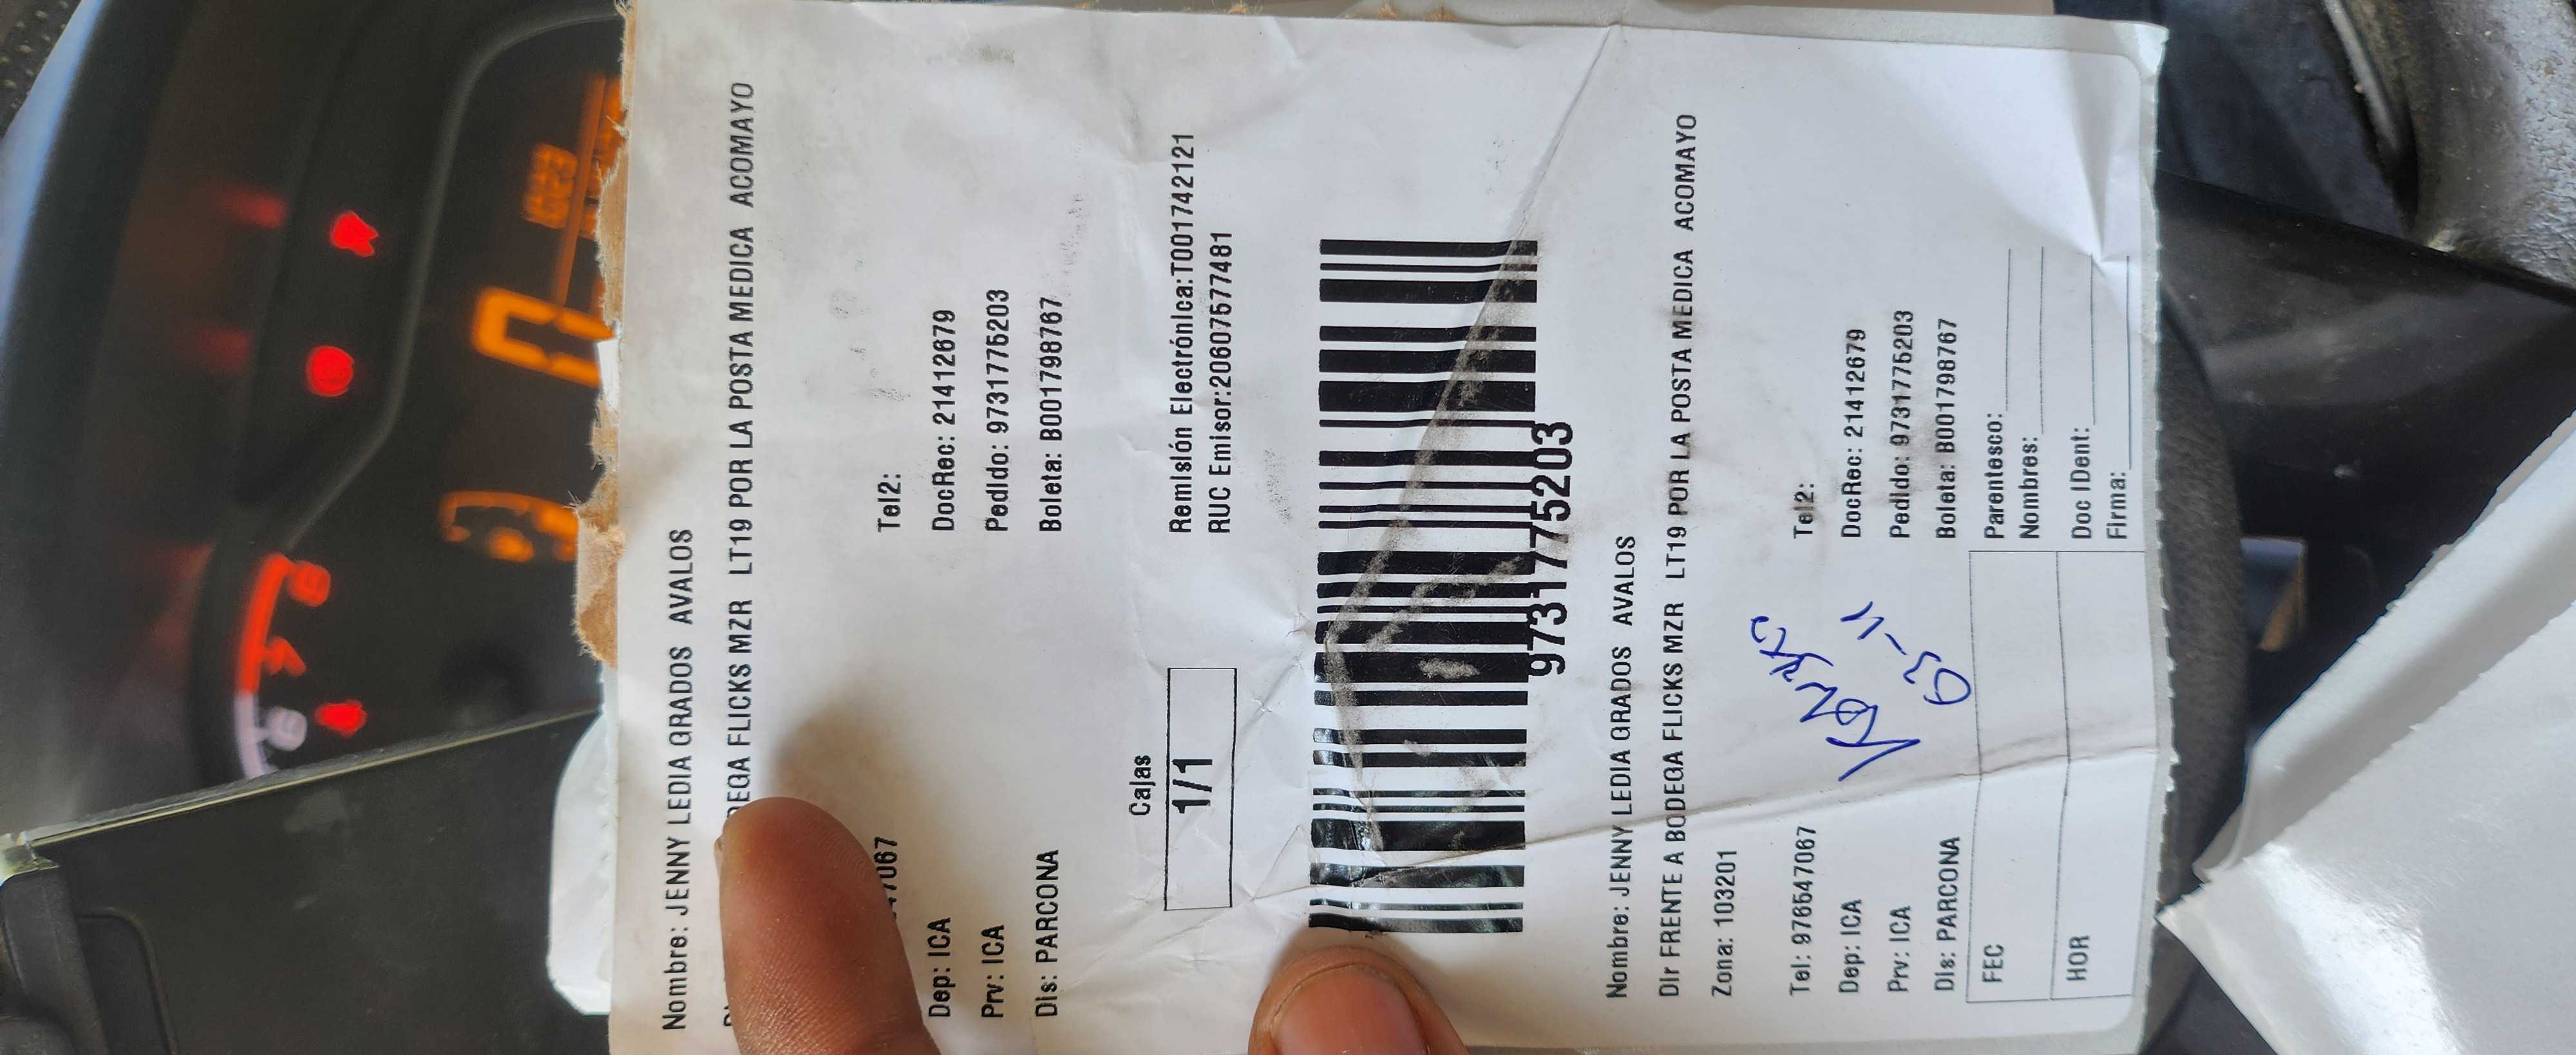 Nombre: JENNY LEDIA GRADOS AVALOS
DEGA FLICKS MZR LT19 POR LA POSTA MEDICA ACOMAYO
7067 Tel2:
Dep: ICA DocRec: 21412679
Prv: ICA Pedido: 9731775203
Dis: PARCONA Boleta: B001798767
Cajas
1/1
Remisión Electrónica:T001742121
RUC Emisor:20607577481
9731775203
Nombre: JENNY LEDIA GRADOS AVALOS
Dir FRENTE A BODEGA FLICKS MZR LT19 POR LA POSTA MEDICA ACOMAYO
Zona: 103201
Tel: 976547067 Tel2:
Dep: ICA DocRec: 21412679
Prv: ICA Pedido: 9731775203
Dis: PARCONA Boleta: B001798767
FEC
HOR
Parentesco:
Nombres:
Doc IDent:
Firma: